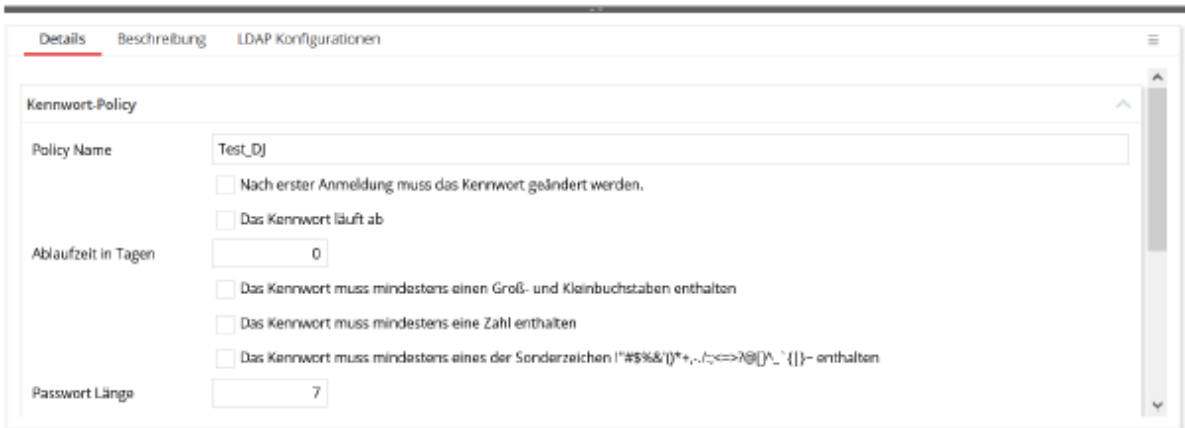 Details Beschreibung LDAP Konfigurationen
Kennwort-Policy
Policy Name Test_DJ
Nach erster Anmeldung muss das Kennwort geändert werden.
Das Kennwort läuft ab
Ablaufzeit in Tagen 0
Das Kennwort muss mindestens einen Groß- und Kleinbuchstaben enthalten
Das Kennwort muss mindestens eine Zahl enthalten
Das Kennwort muss mindestens eines der Sonderzeichen !"#$%&'()*+,-./:;<=>?@[]^_`{|}~ enthalten
Passwort Länge 7